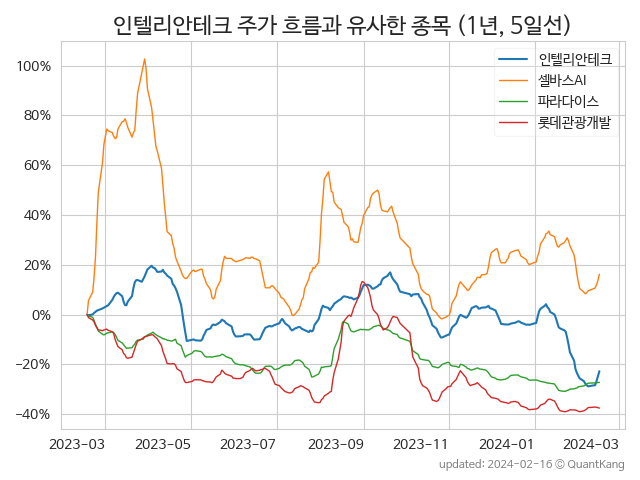 인텔리안테크 주가 흐름과 유사한 종목 (1년, 5일선)
인텔리안테크
셀바스AI
파라다이스
롯데관광개발
100%
80%
60%
40%
20%
0%
−20%
−40%
2023-03 2023-05 2023-07 2023-09 2023-11 2024-01 2024-03
updated: 2024-02-16 © QuantKang